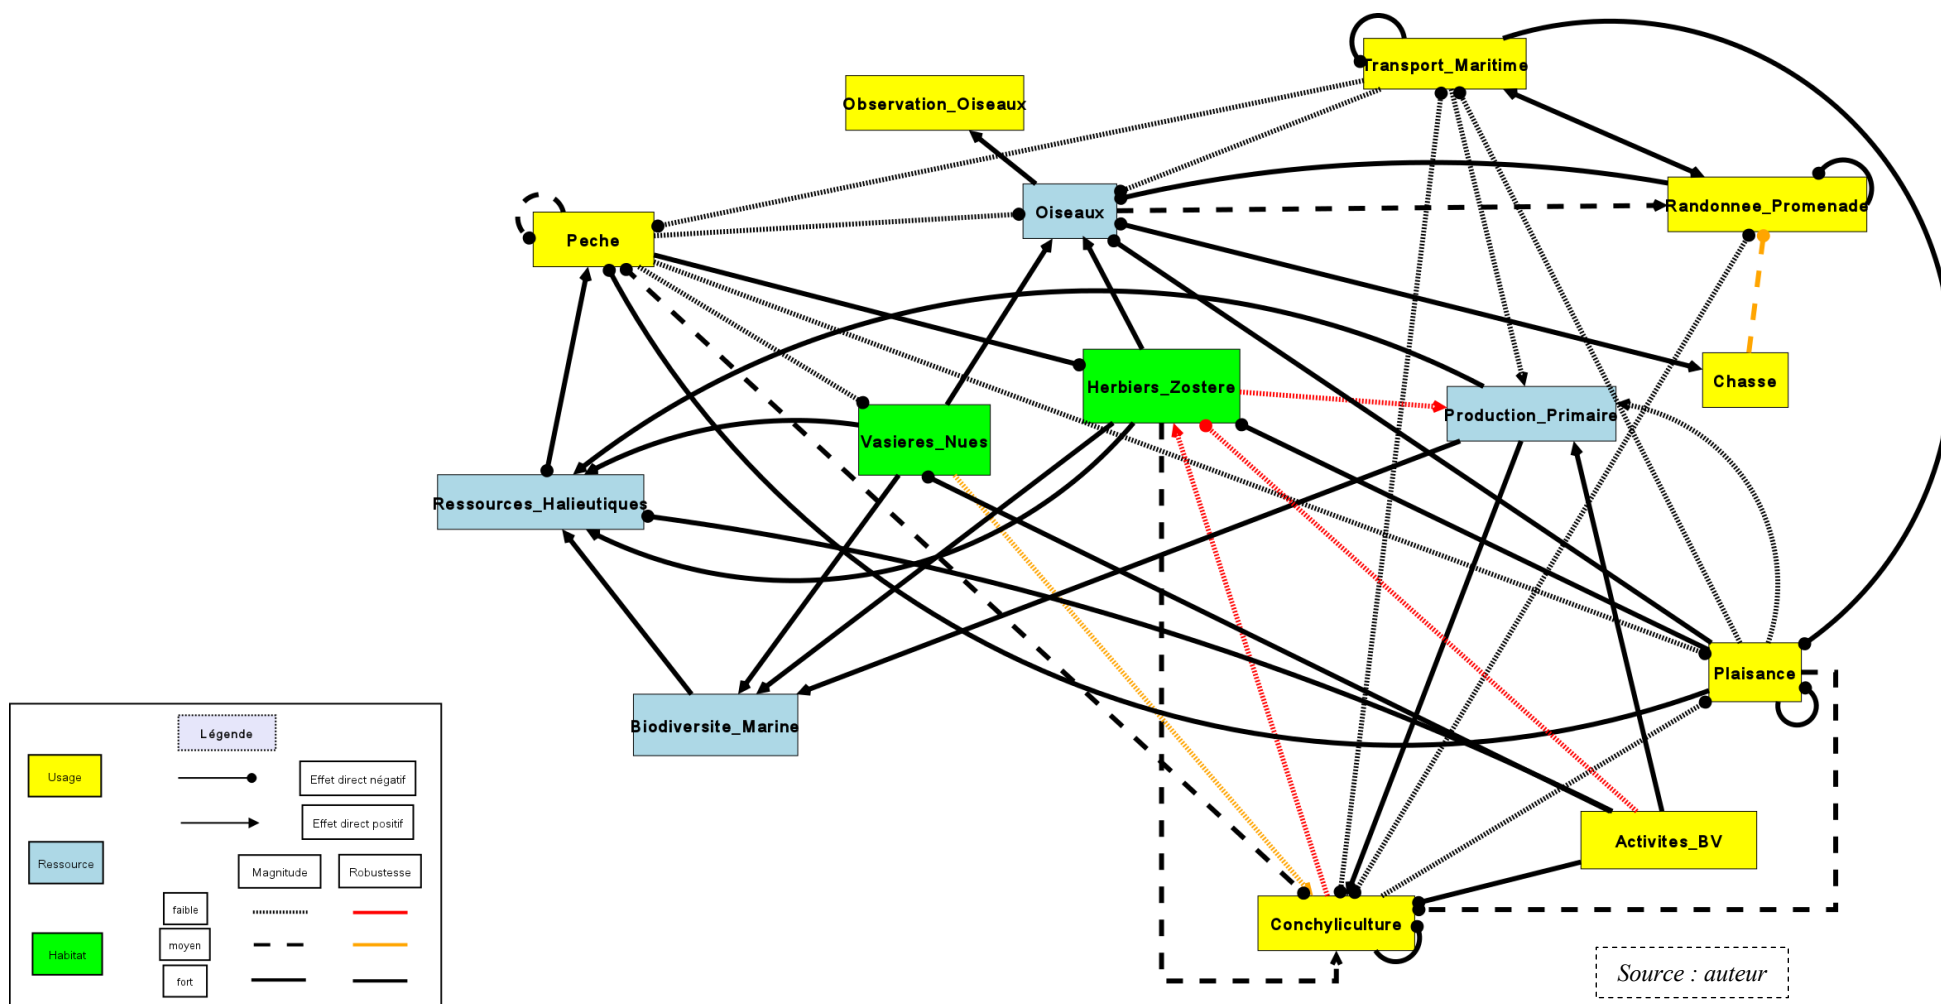 Transport_Maritime
Observation_Oiseaux
Oiseaux
Randonnee_Promenade
Peche
Chasse
Herbiers_Zostere
Production_Primaire
Vasieres_Nues
Ressources_Halieutiques
Plaisance
Biodiversite_Marine
Activites_BV
Conchyliculture
Légende
Usage
Effet direct négatif
Effet direct positif
Ressource
Magnitude
Robustesse
faible
Habitat
moyen
fort
Source : auteur